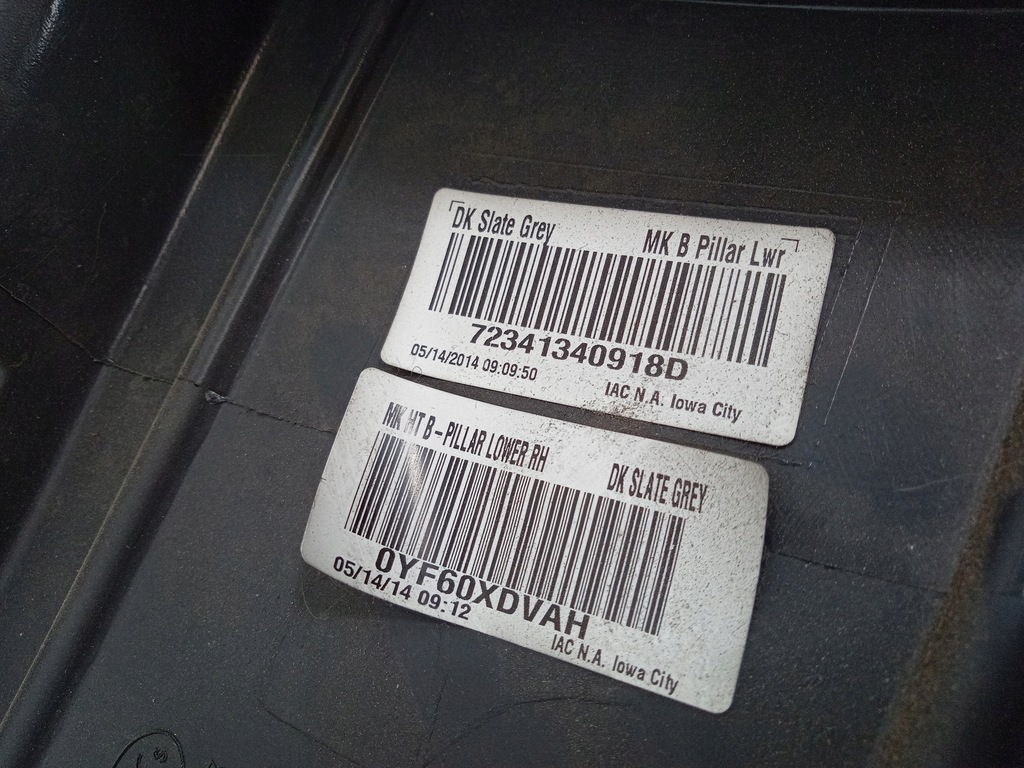 DK Slate Grey
MK B Pillar Lwr
72341340918D
05/14/2014 09:09:50
IAC N.A. Iowa City
MK MT B-PILLAR LOWER RH
DK SLATE GREY
0YF60XDVAH
05/14/14 09:12
IAC N.A. Iowa City